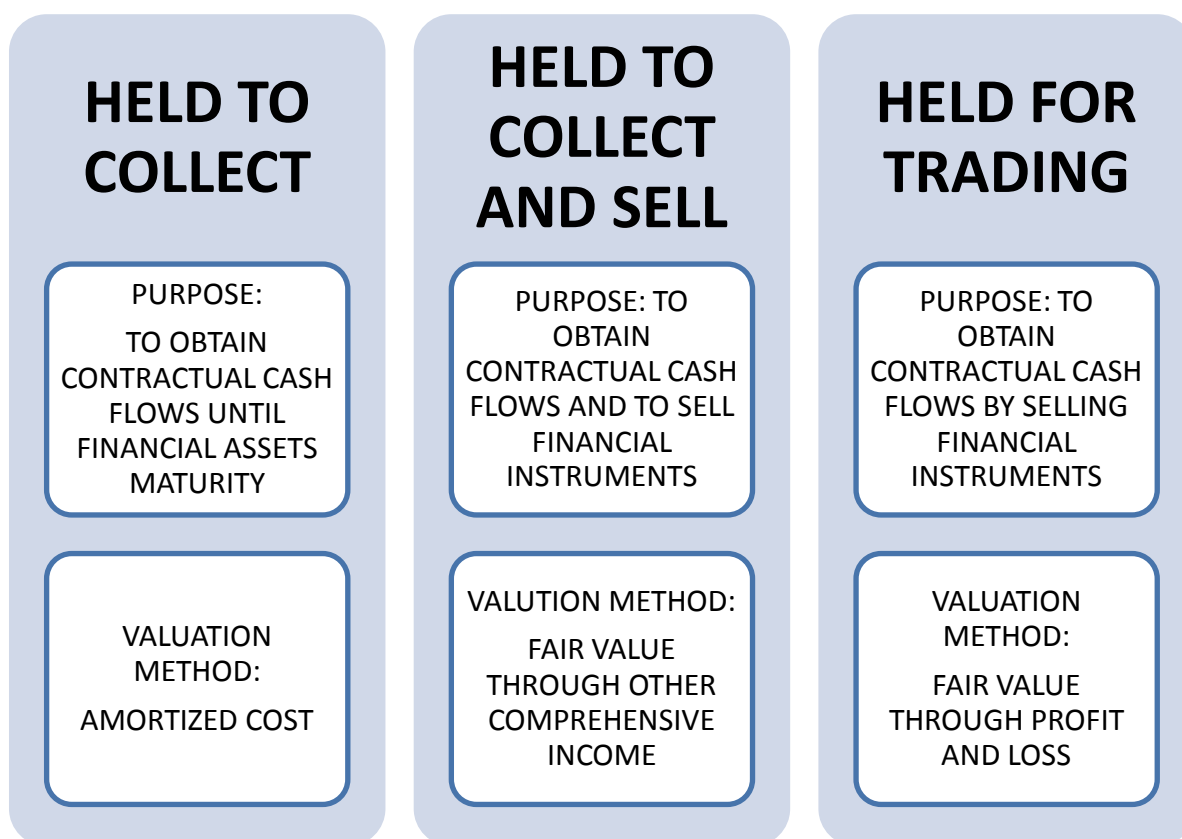 HELD TO
COLLECT
PURPOSE:
TO OBTAIN
CONTRACTUAL CASH
FLOWS UNTIL
FINANCIAL ASSETS
MATURITY
VALUATION
METHOD:
AMORTIZED COST
HELD TO
COLLECT
AND SELL
PURPOSE: TO
OBTAIN
CONTRACTUAL CASH
FLOWS AND TO SELL
FINANCIAL
INSTRUMENTS
VALUTION METHOD:
FAIR VALUE
THROUGH OTHER
COMPREHENSIVE
INCOME
HELD FOR
TRADING
PURPOSE: TO
OBTAIN
CONTRACTUAL CASH
FLOWS BY SELLING
FINANCIAL
INSTRUMENTS
VALUATION
METHOD:
FAIR VALUE
THROUGH PROFIT
AND LOSS